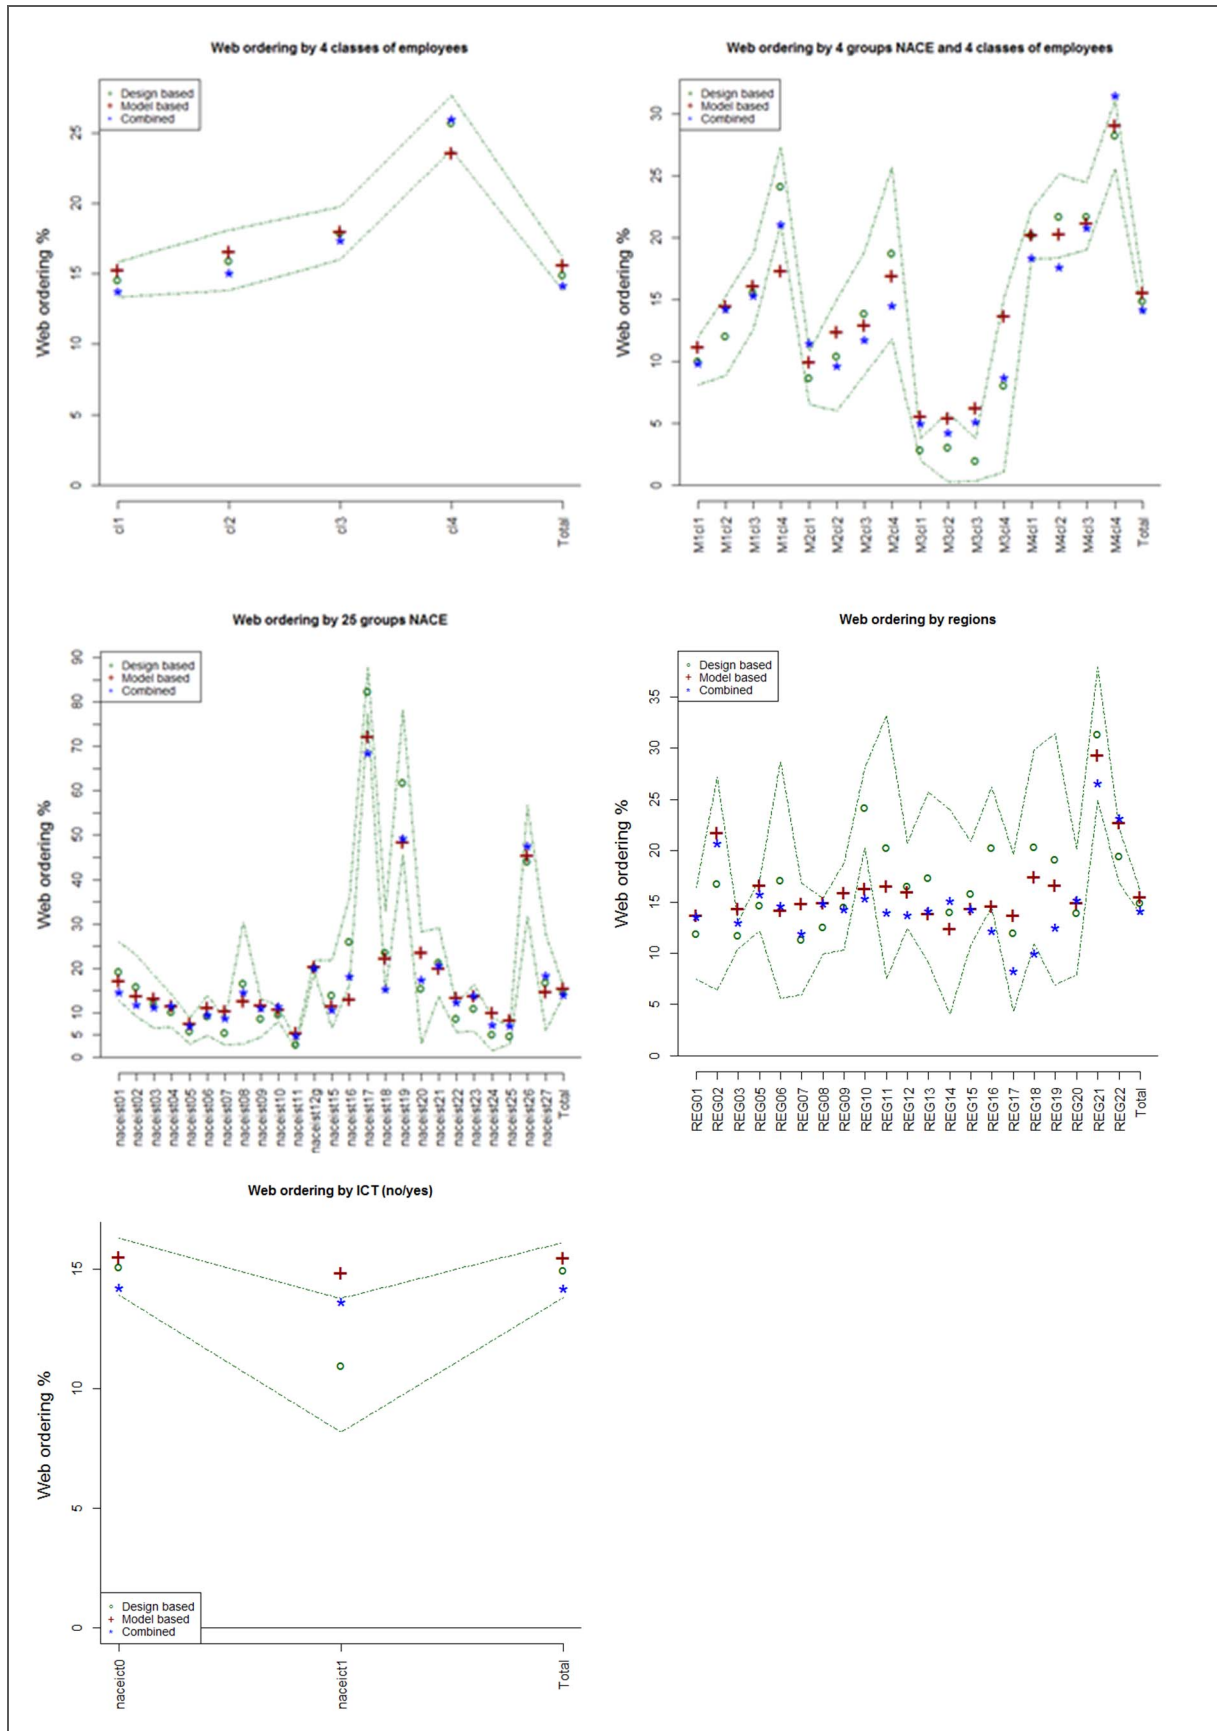 Web ordering by 4 classes of employees
Design based
Model based
Combined
Web ordering %
25
20
15
10
5
0
cl1
cl2
cl3
cl4
Total
Web ordering by 4 groups NACE and 4 classes of employees
Design based
Model based
Combined
Web ordering %
30
25
20
15
10
5
0
M1cl1
M1cl2
M1cl3
M1cl4
M2cl1
M2cl2
M2cl3
M2cl4
M3cl1
M3cl2
M3cl3
M3cl4
M4cl1
M4cl2
M4cl3
M4cl4
Total
Web ordering by 25 groups NACE
Design based
Model based
Combined
Web ordering %
90
80
70
60
50
40
30
20
10
5
0
naceist01
naceist02
naceist03
naceist04
naceist05
naceist06
naceist07
naceist08
naceist09
naceist10
naceist11
naceist12g
naceist15
naceist16
naceist17
naceist18
naceist19
naceist20
naceist21
naceist22
naceist23
naceist24
naceist25
naceist26
naceist27
Total
Web ordering by regions
Design based
Model based
Combined
Web ordering %
35
30
25
20
15
10
5
0
REG01
REG02
REG03
REG05
REG06
REG07
REG08
REG09
REG10
REG11
REG12
REG13
REG14
REG15
REG16
REG17
REG18
REG19
REG20
REG21
REG22
Total
Web ordering by ICT (no/yes)
Web ordering %
15
10
5
0
Design based
Model based
Combined
naceict0
naceict1
Total